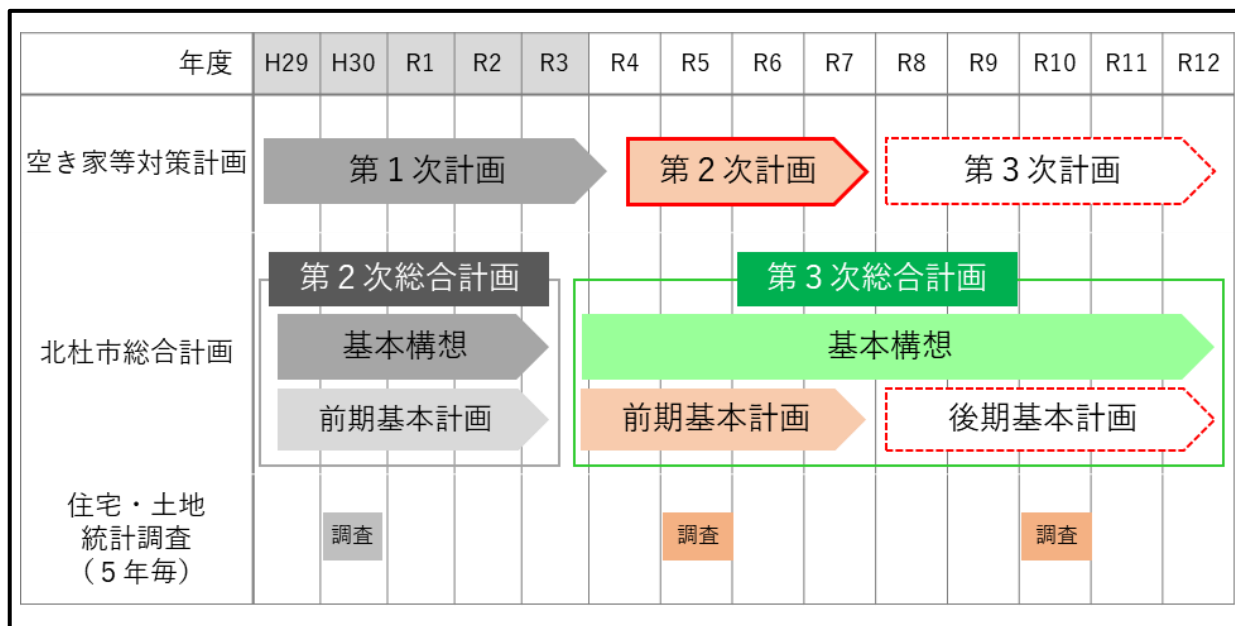 年度 H29 H30 R1 R2 R3 R4 R5 R6 R7 R8 R9 R10 R11 R12
空き家等対策計画 第1次計画 第2次計画 第3次計画
第2次総合計画 第3次総合計画
北杜市総合計画
基本構想 基本構想
前期基本計画 前期基本計画 後期基本計画
住宅・土地
統計調査
(5年毎)
調査 調査 調査